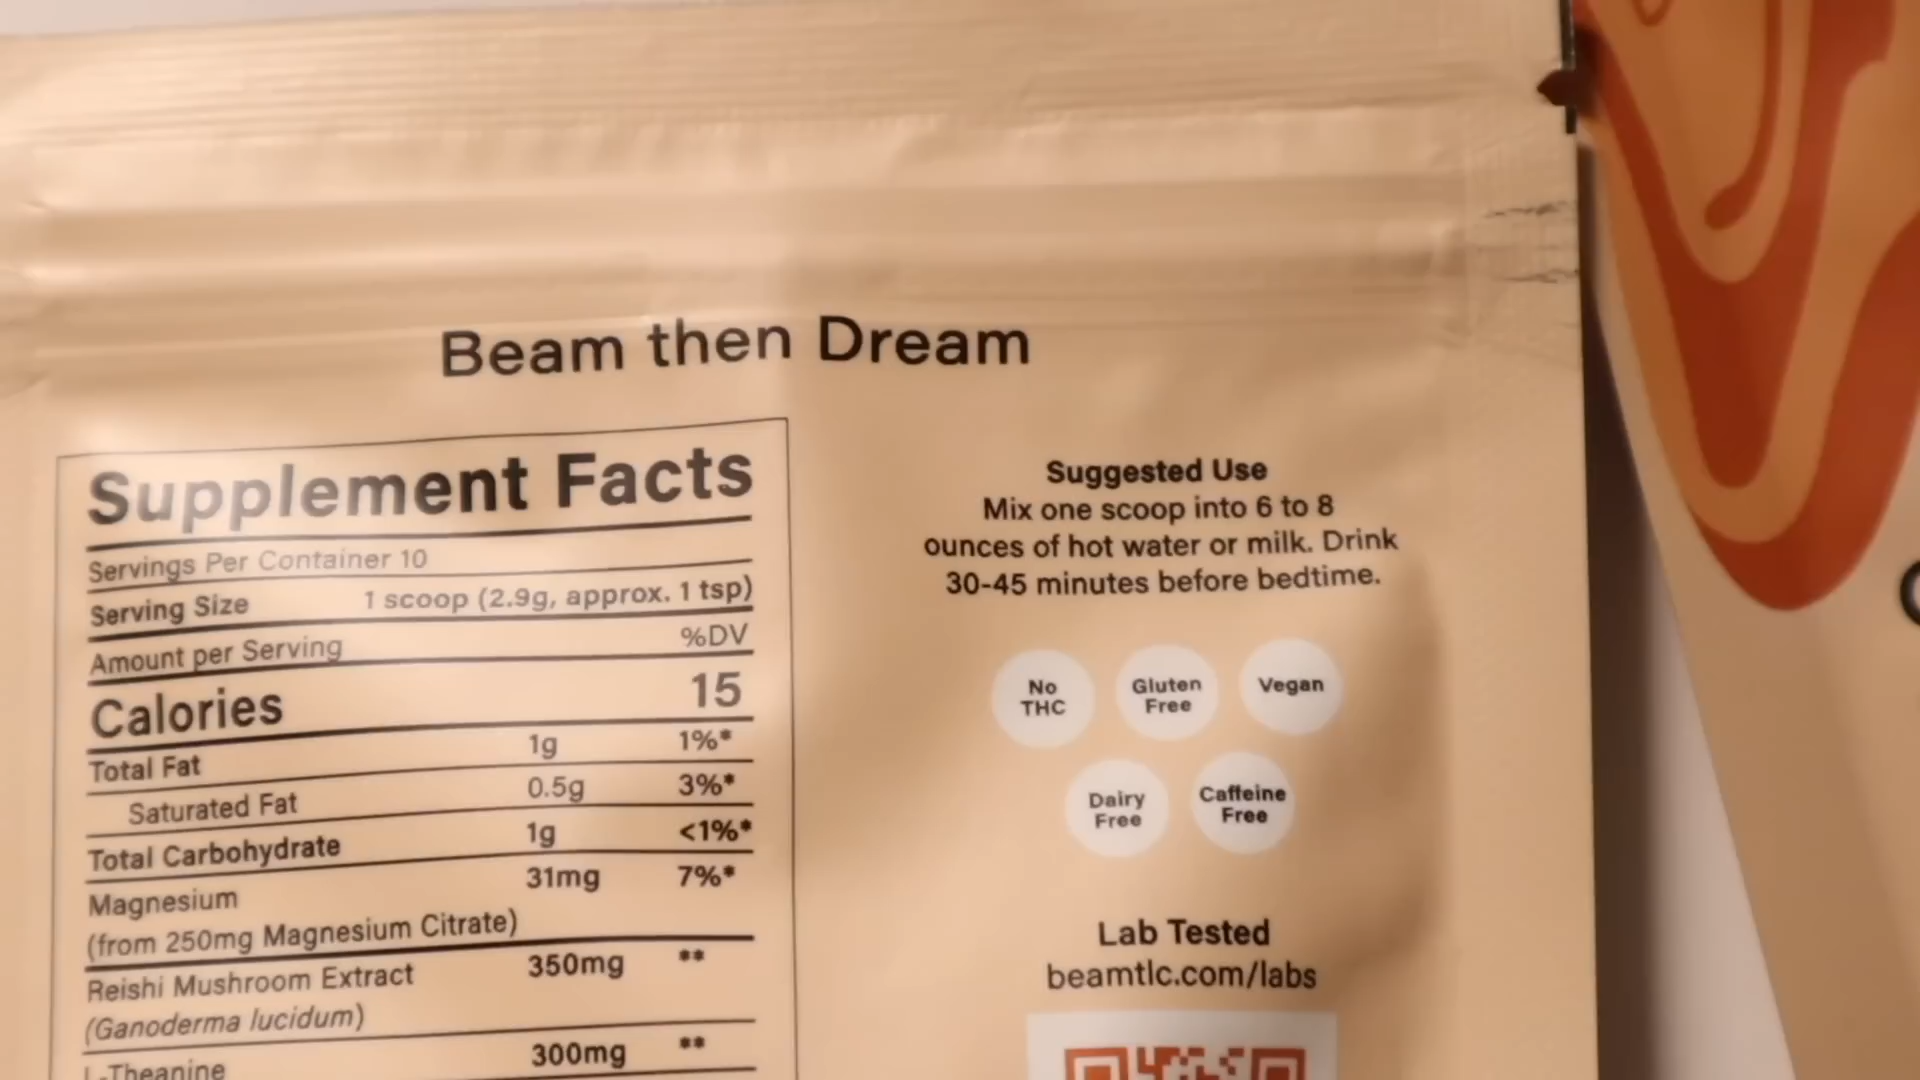 Beam then Dream
Supplement Facts
Servings Per Container 10
Serving Size 1 scoop (2.9g, approx. 1 tsp)
Amount per Serving %DV
Calories 15
Total Fat 1g 1%*
Saturated Fat 0.5g 3%*
Total Carbohydrate 1g <1%*
Magnesium 31mg 7%*
(from 250mg Magnesium Citrate)
Reishi Mushroom Extract 350mg **
(Ganoderma lucidum)
L-Theanine 300mg **
Suggested Use
Mix one scoop into 6 to 8
ounces of hot water or milk. Drink
30-45 minutes before bedtime.
No
THC
Gluten
Free
Vegan
Dairy
Free
Caffeine
Free
Lab Tested
beamtlc.com/labs